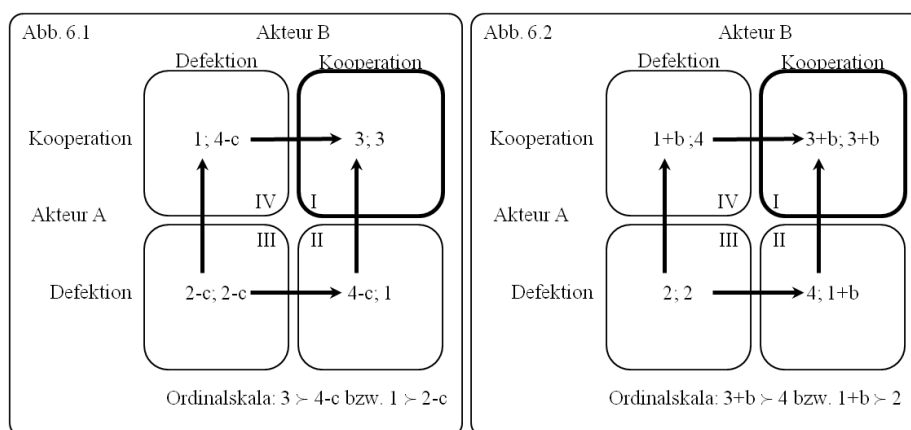 Abb. 6.1
Akteur B
Defektion
Kooperation
Kooperation
1; 4-c
3; 3
IV
I
Akteur A
III
II
Defektion
2-c; 2-c
4-c; 1
Ordinalskala: 3 ≻ 4-c bzw. 1 ≻ 2-c
Abb. 6.2
Akteur B
Defektion
Kooperation
Kooperation
1+b ;4
3+b; 3+b
IV
I
Akteur A
III
II
Defektion
2; 2
4; 1+b
Ordinalskala: 3+b ≻ 4 bzw. 1+b ≻ 2